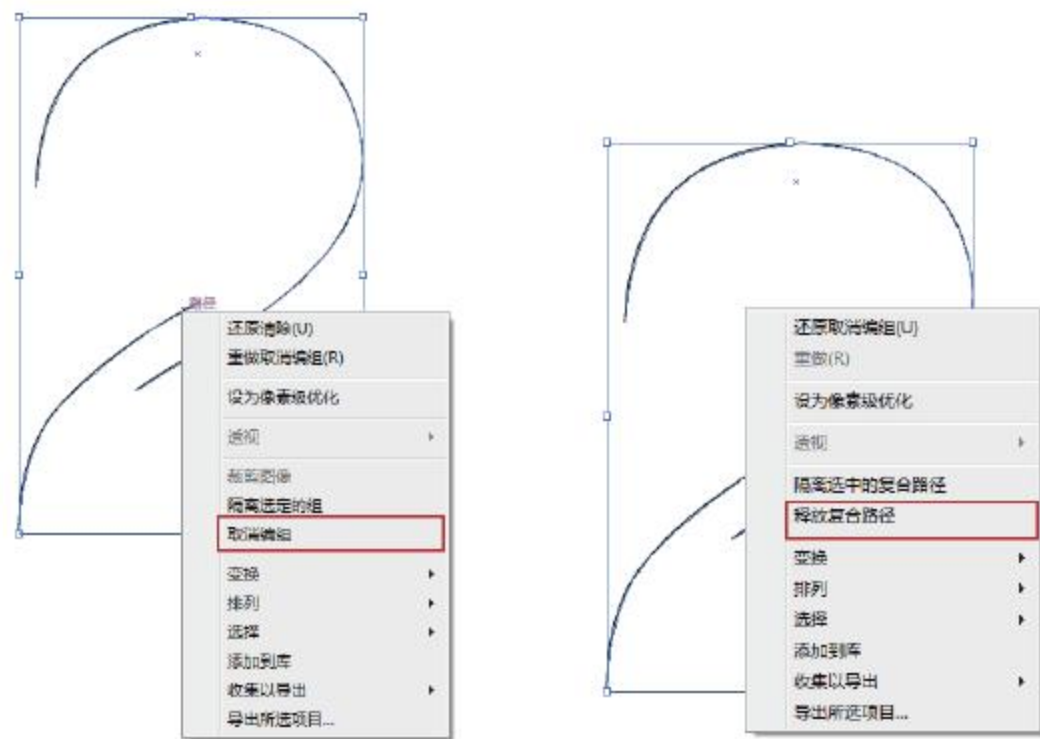 路径
还原清除(U)
重做取消编组(R)
设为像素级优化
透视
裁剪图像
隔离选定的组
取消编组
变换
排列
选择
添加到库
收集以导出
导出所选项目...
还原取消编组(U)
重做(R)
设为像素级优化
透视
隔离选中的复合路径
释放复合路径
变换
排列
选择
添加到库
收集以导出
导出所选项目...